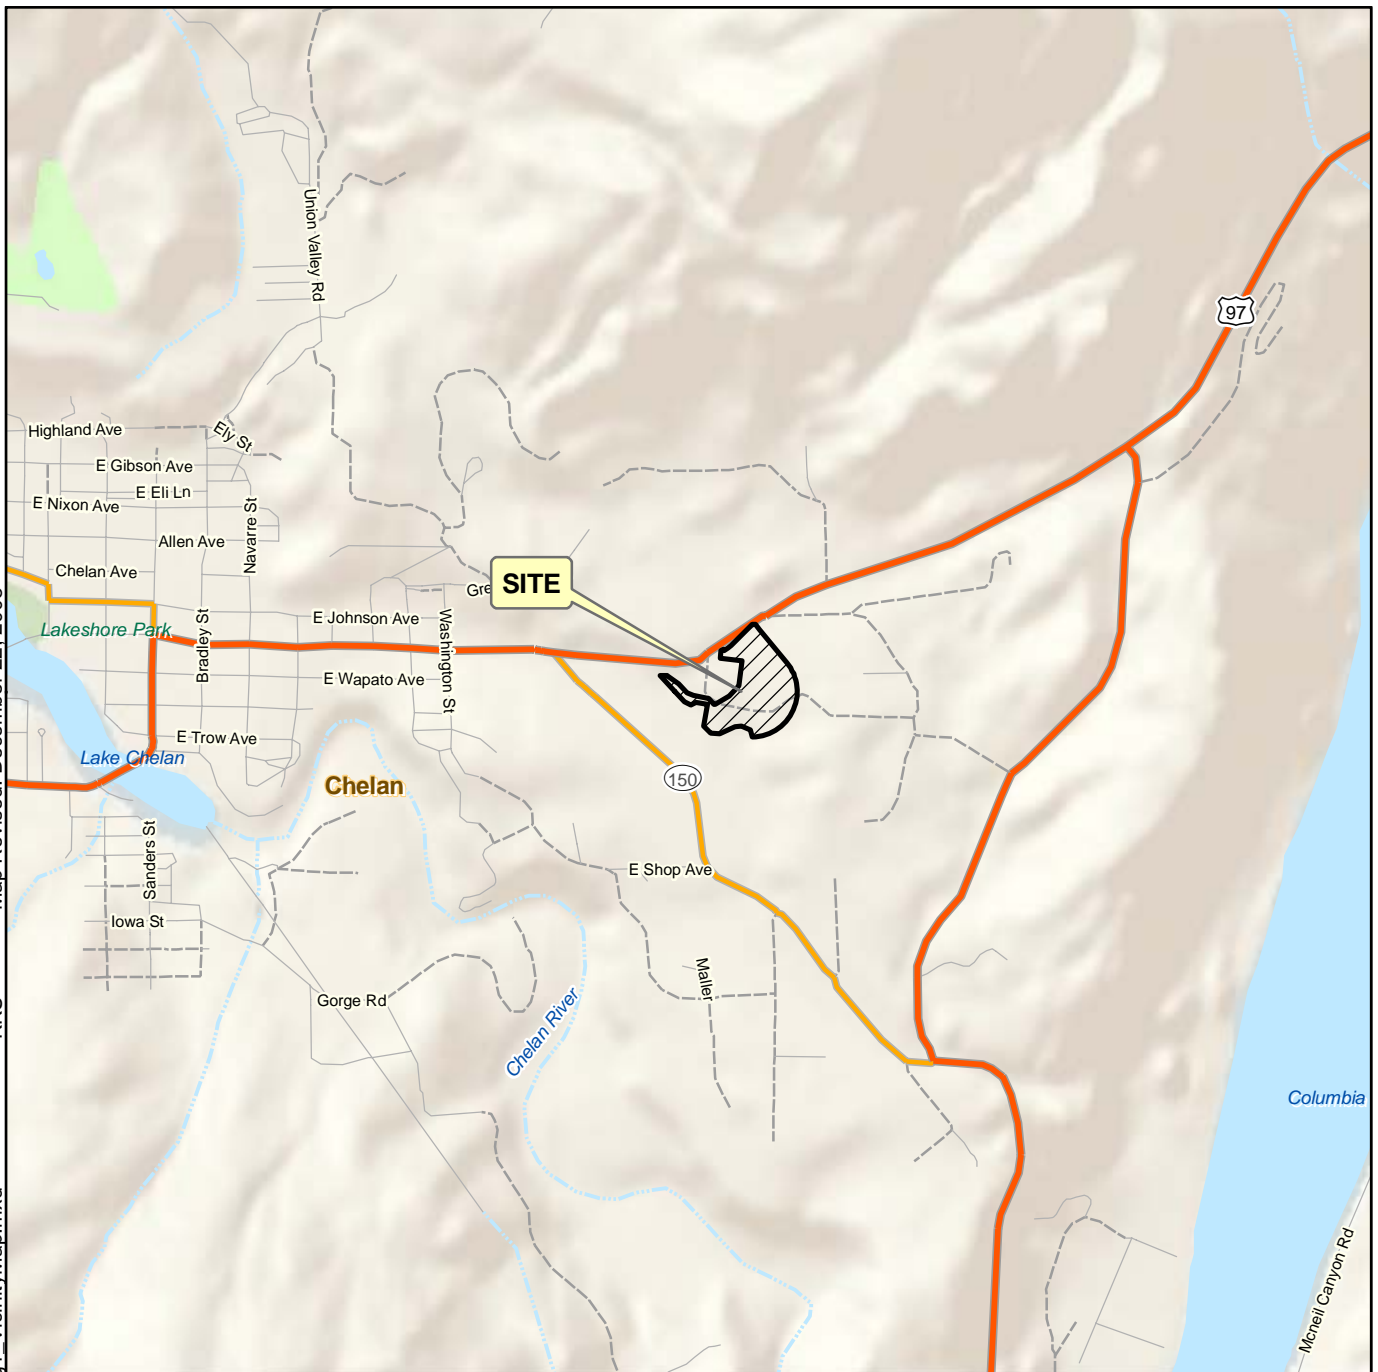 Union Valley Rd
97
Highland Ave
Ely St
E Gibson Ave
E Eli Ln
E Nixon Ave
Navarre St
Allen Ave
Chelan Ave
SITE
Gre
E Johnson Ave
Lakeshore Park
Bradley St
Washington St
E Wapato Ave
E Trow Ave
Lake Chelan
Chelan
150
Sanders St
E Shop Ave
Iowa St
Maller
Gorge Rd
Chelan River
Columbia
Mcneil Canyon Rd